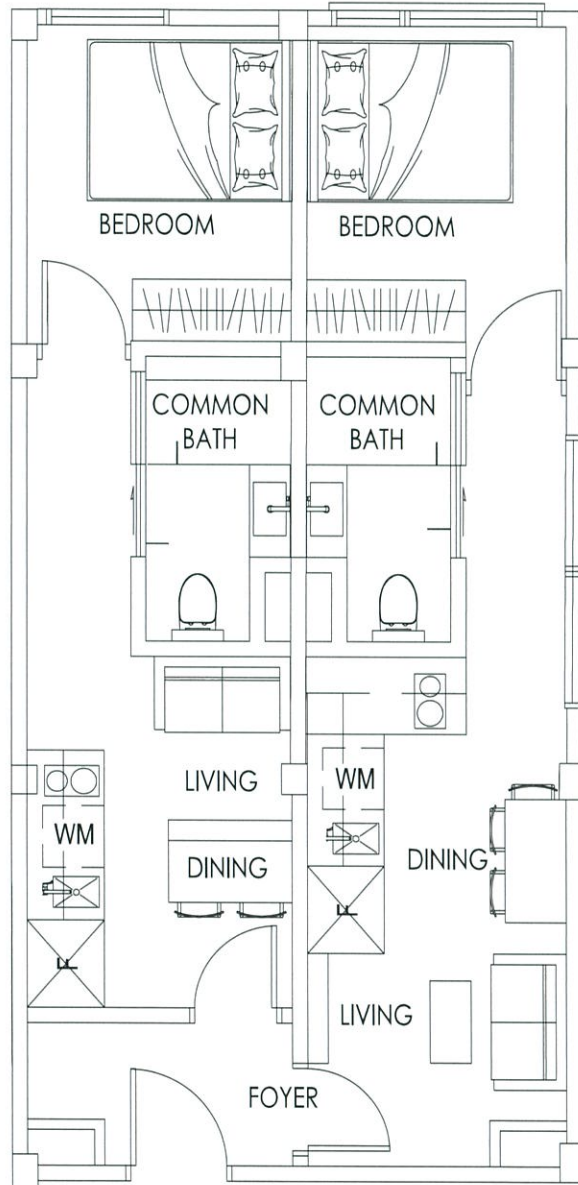 BEDROOM
BEDROOM
COMMON
BATH
COMMON
BATH
LIVING
WM
WM
DINING
DINING
LIVING
FOYER